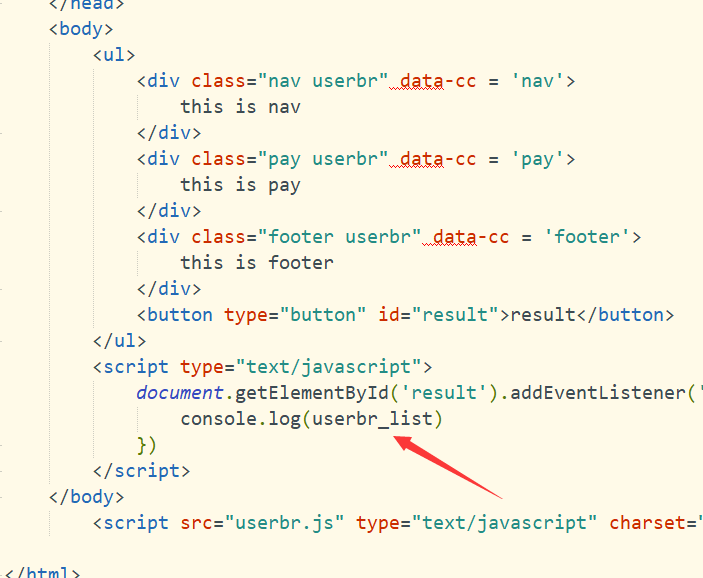 </head>
<body>
<ul>
<div class="nav userbr" data-cc = 'nav'>
this is nav
</div>
<div class="pay userbr" data-cc = 'pay'>
this is pay
</div>
<div class="footer userbr" data-cc = 'footer'>
this is footer
</div>
<button type="button" id="result">result</button>
</ul>
<script type="text/javascript">
document.getElementById('result').addEventListener('
console.log(userbr_list)
})
</script>
</body>
<script src="userbr.js" type="text/javascript" charset="
</html>